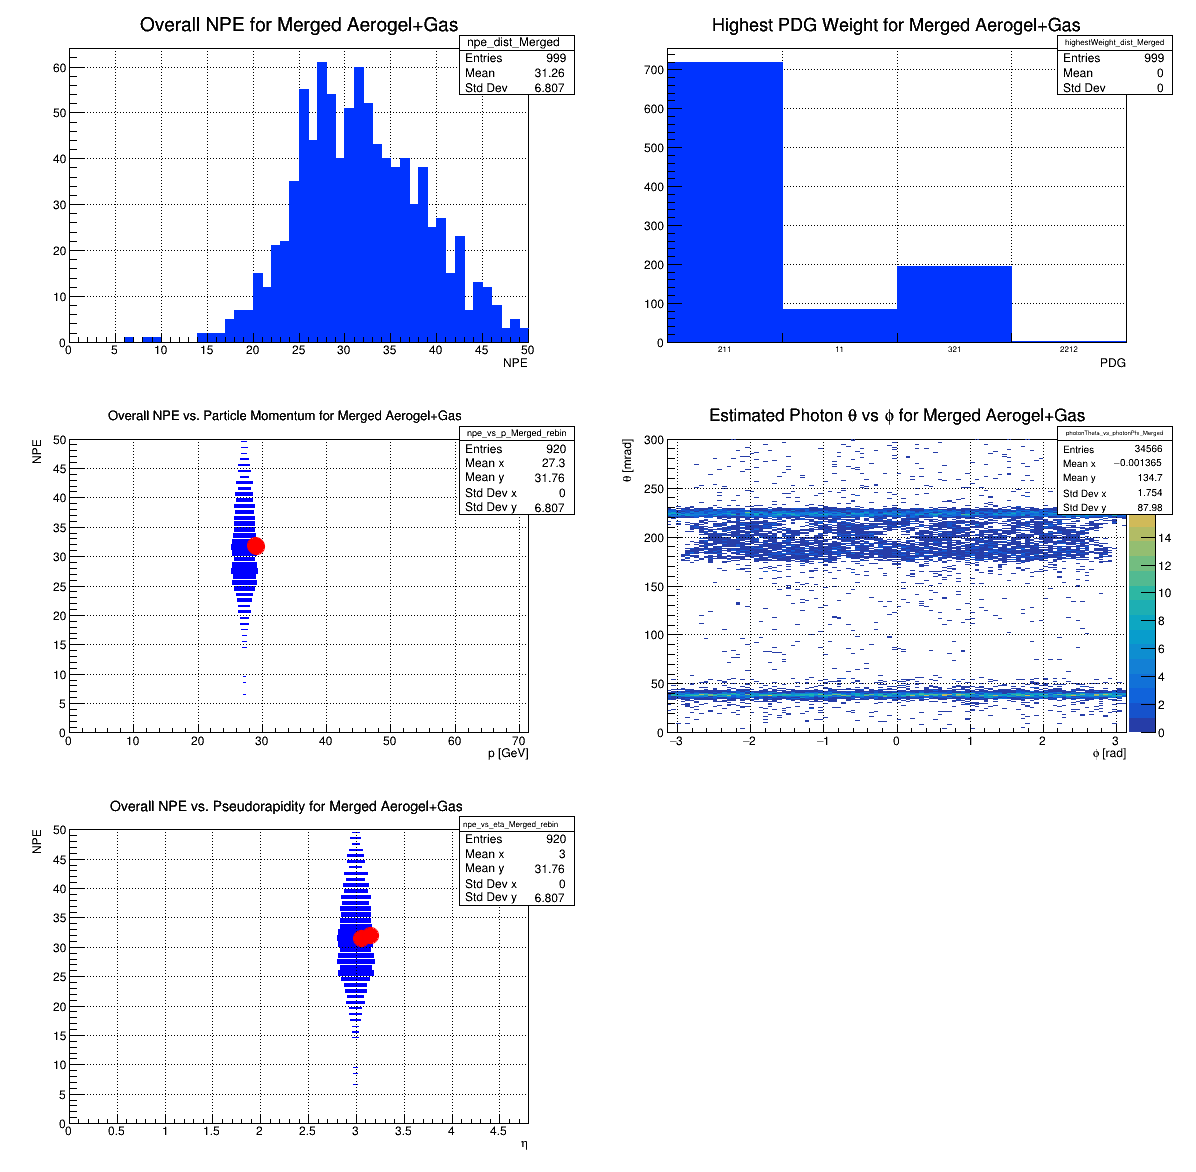 Overall NPE for Merged Aerogel+Gas
npe_dist_Merged
Entries 999
Mean 31.26
Std Dev 6.807
60
50
40
30
20
10
0
0 5 10 15 20 25 30 35 40 45 50
NPE
Highest PDG Weight for Merged Aerogel+Gas
highestWeight_dist_Merged
Entries 999
Mean 0
Std Dev 0
700
600
500
400
300
200
100
0
211 11 321 2212
PDG
Overall NPE vs. Particle Momentum for Merged Aerogel+Gas
npe_vs_p_Merged_rebin
Entries 920
Mean x 27.3
Mean y 31.76
Std Dev x 0
Std Dev y 6.807
NPE
50
45
40
35
30
25
20
15
10
5
0
0 10 20 30 40 50 60 70
p [GeV]
Estimated Photon θ vs ϕ for Merged Aerogel+Gas
photonTheta_vs_photonPhi_Merged
Entries 34566
Mean x −0.001365
Mean y 134.7
Std Dev x 1.754
Std Dev y 87.98
θ [mrad]
300
250
200
150
100
50
0
−3 −2 −1 0 1 2 3
ϕ [rad]
14
12
10
8
6
4
2
0
Overall NPE vs. Pseudorapidity for Merged Aerogel+Gas
npe_vs_eta_Merged_rebin
Entries 920
Mean x 3
Mean y 31.76
Std Dev x 0
Std Dev y 6.807
NPE
50
45
40
35
30
25
20
15
10
5
0
0 0.5 1 1.5 2 2.5 3 3.5 4 4.5
η